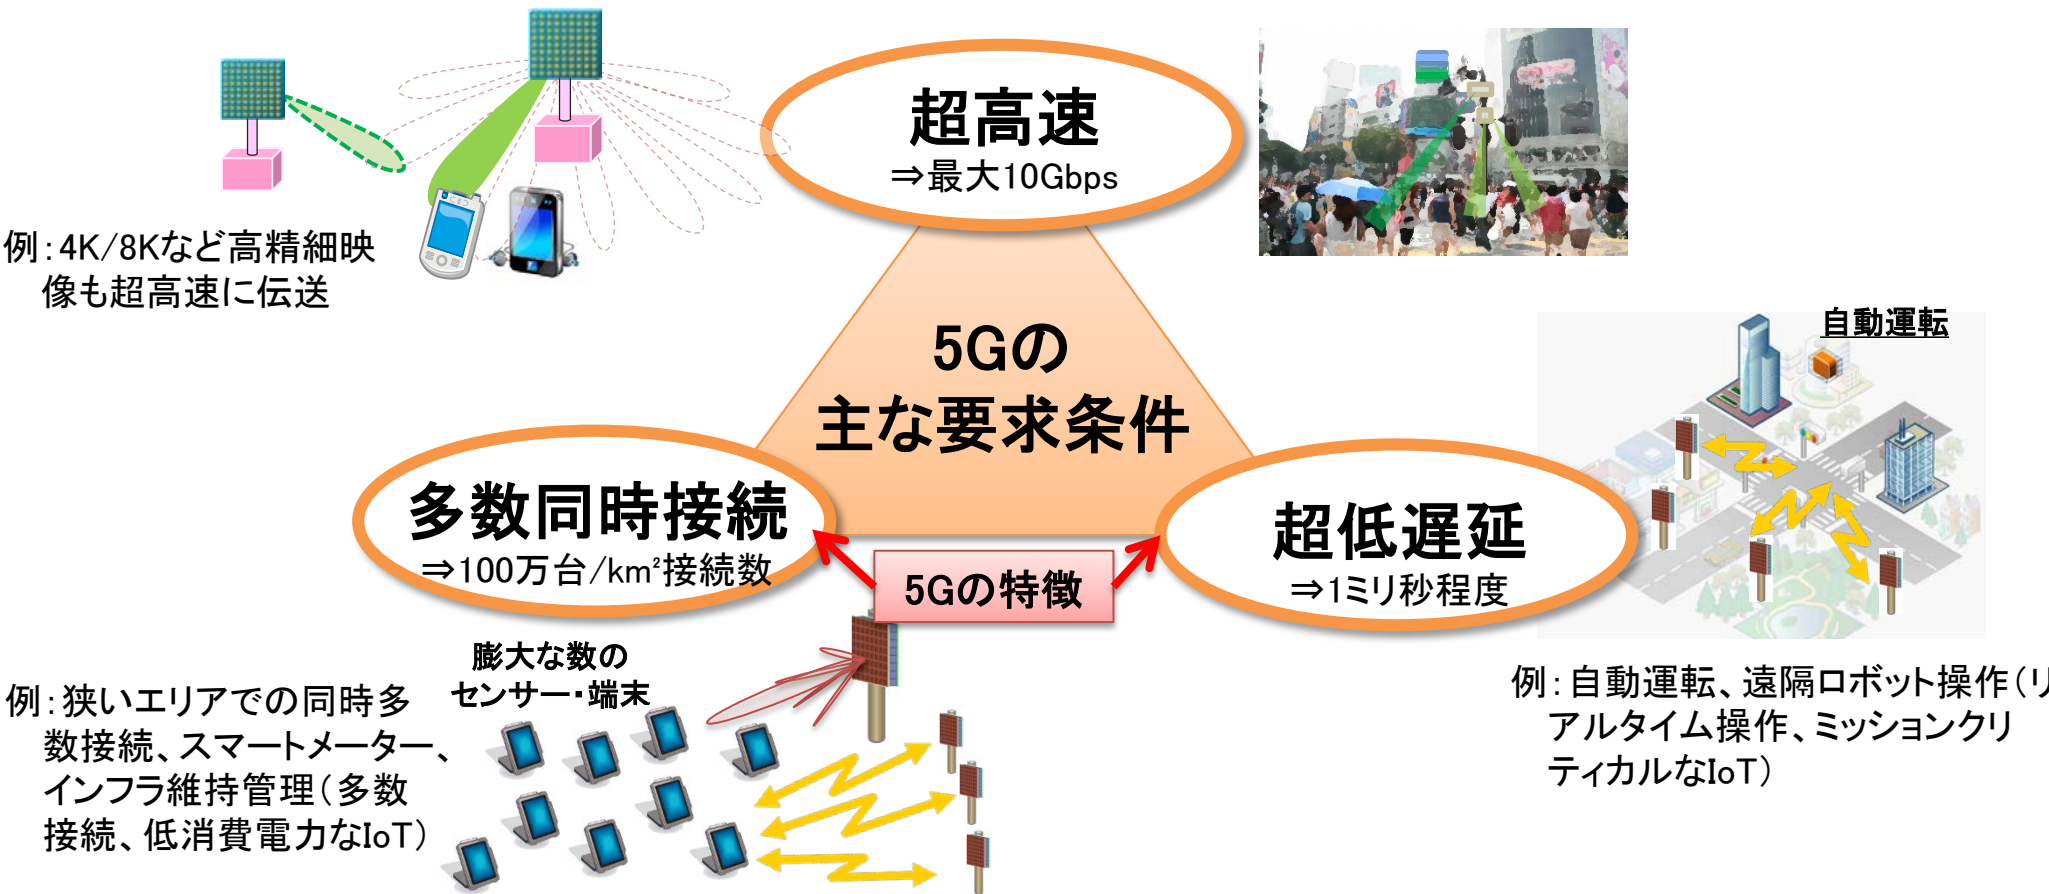 超高速
⇒最大10Gbps
例:4K/8Kなど高精細映
像も超高速に伝送
5Gの
主な要求条件
自動運転
多数同時接続
⇒100万台/km²接続数
超低遅延
⇒1ミリ秒程度
5Gの特徴
膨大な数の
センサー・端末
例:狭いエリアでの同時多
数接続、スマートメーター、
インフラ維持管理(多数
接続、低消費電力なIoT)
例:自動運転、遠隔ロボット操作(リ
アルタイム操作、ミッションクリ
ティカルなIoT)